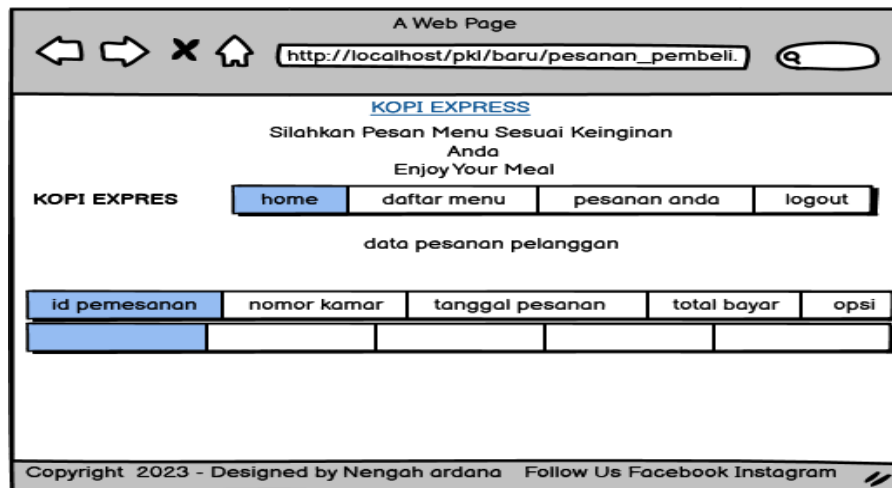 A Web Page
http://localhost/pkl/baru/pesanan_pembeli.
KOPI EXPRESS
Silahkan Pesan Menu Sesuai Keinginan
Anda
Enjoy Your Meal
KOPI EXPRES home daftar menu pesanan anda logout
data pesanan pelanggan
id pemesanan nomor kamar tanggal pesanan total bayar opsi
Copyright 2023 - Designed by Nengah ardana Follow Us Facebook Instagram